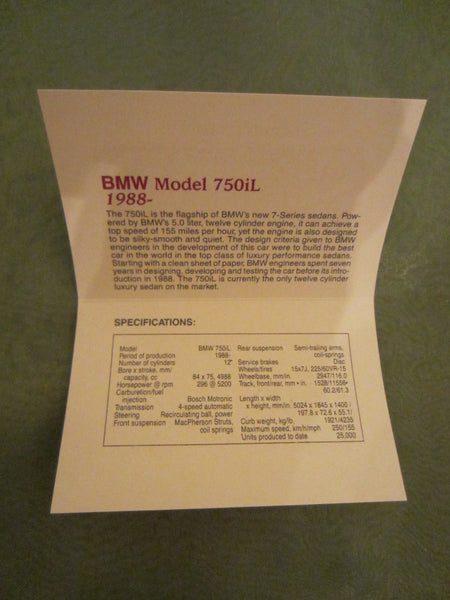 BMW Model 750iL
1988-
The 750iL is the flagship of BMW's new 7-Series sedans. Pow-
ered by BMW's 5.0 liter, twelve cylinder engine, it can achieve a
top speed of 155 miles per hour, yet the engine is also designed
to be silky-smooth and quiet. The design criteria given to BMW
engineers in the development of this car were to build the best
car in the world in the top class of luxury performance sedans.
Starting with a clean sheet of paper, BMW engineers spent seven
years in designing, developing and testing the car before its intro-
duction in 1988. The 750iL is currently the only twelve cylinder
luxury sedan on the market.
SPECIFICATIONS:
Model BMW 750iL
Period of production 1988-
Number of cylinders 12
Bore x stroke, mm/
capacity, cc 84 x 75, 4988
Horsepower @ rpm 296 @ 5200
Carburetion/fuel
injection Bosch Motronic
Transmission 4-speed automatic
Steering Recirculating ball, power
Front suspension MacPherson Struts,
coil springs
Rear suspension Semi-trailing arms,
coil-springs
Service brakes Disc
Wheels/tires 15x7J, 225/60VR-15
Wheelbase, mm/in. 2947/116.0
Track, front/rear, mm • in. 1528/1556•
60.2/61.3
Length x width
x height, mm/in. 5024 x 1845 x 1400/
197.8 x 72.6 x 55.1
Curb weight, kg/lb. 1921/4235
Maximum speed, km/h/mph 250/155
Units produced to date 25,000